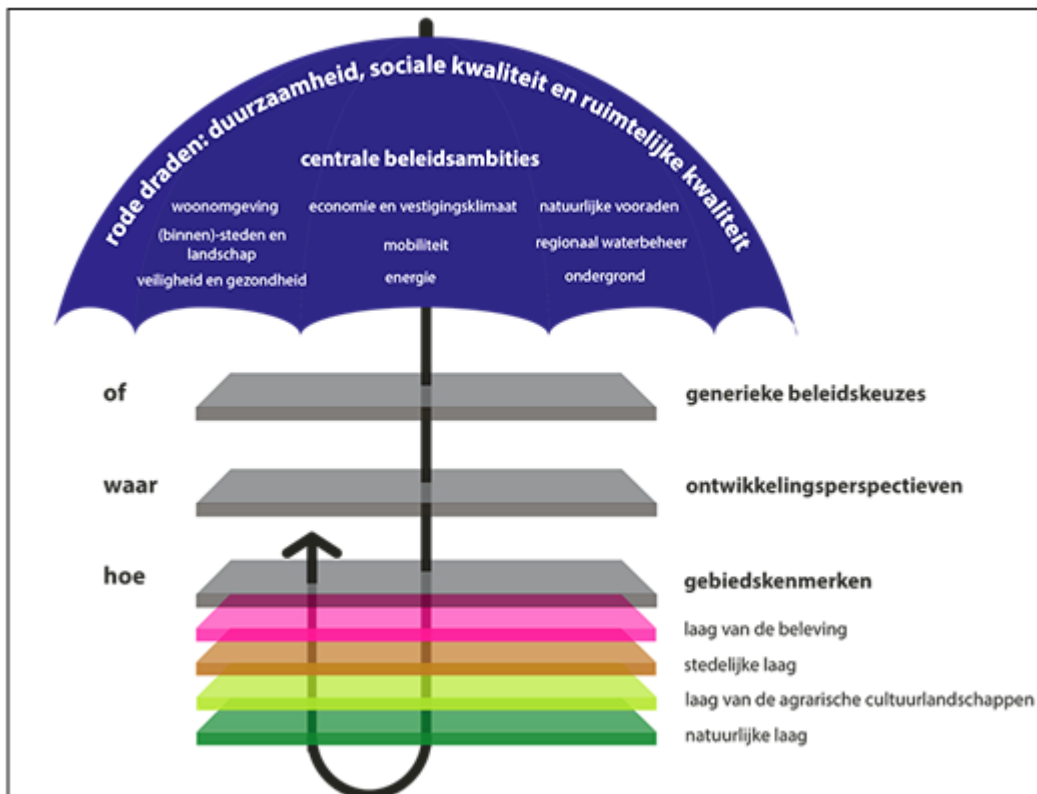 rode draden: duurzaamheid, sociale kwaliteit en ruimtelijke kwaliteit
centrale beleidsambities
woonomgeving
economie en vestigingsklimaat
natuurlijke vooraden
(binnen)-steden en
landschap
mobiliteit
regionaal waterbeheer
veiligheid en gezondheid
energie
ondergrond
of
generieke beleidskeuzes
waar
ontwikkelingsperspectieven
hoe
gebiedskenmerken
laag van de beleving
stedelijke laag
laag van de agrarische cultuurlandschappen
natuurlijke laag